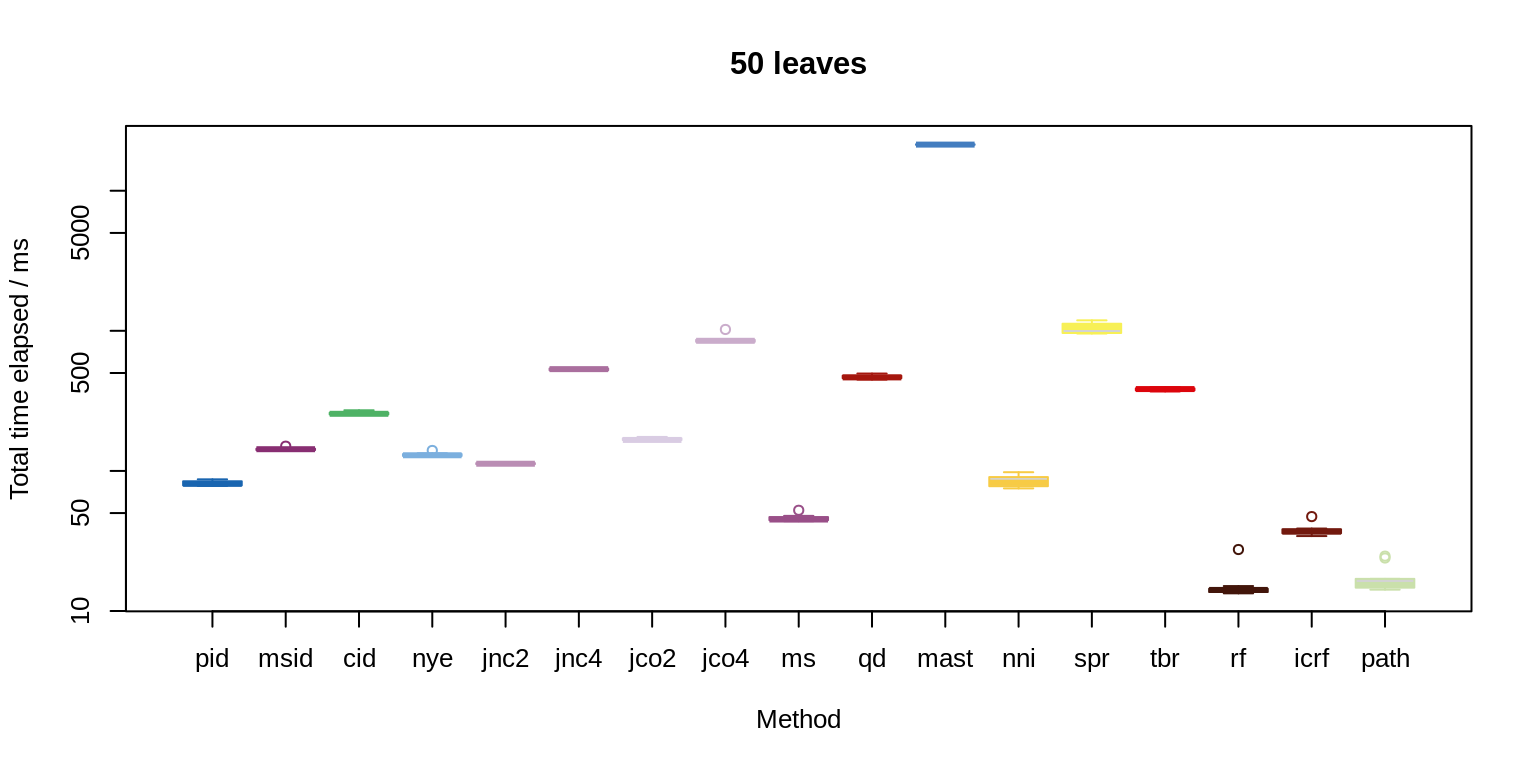 50 leaves
Total time elapsed / ms
5000
500
50
10
pid msid cid nye jnc2 jnc4 jco2 jco4 ms qd mast nni spr tbr rf icrf path
Method